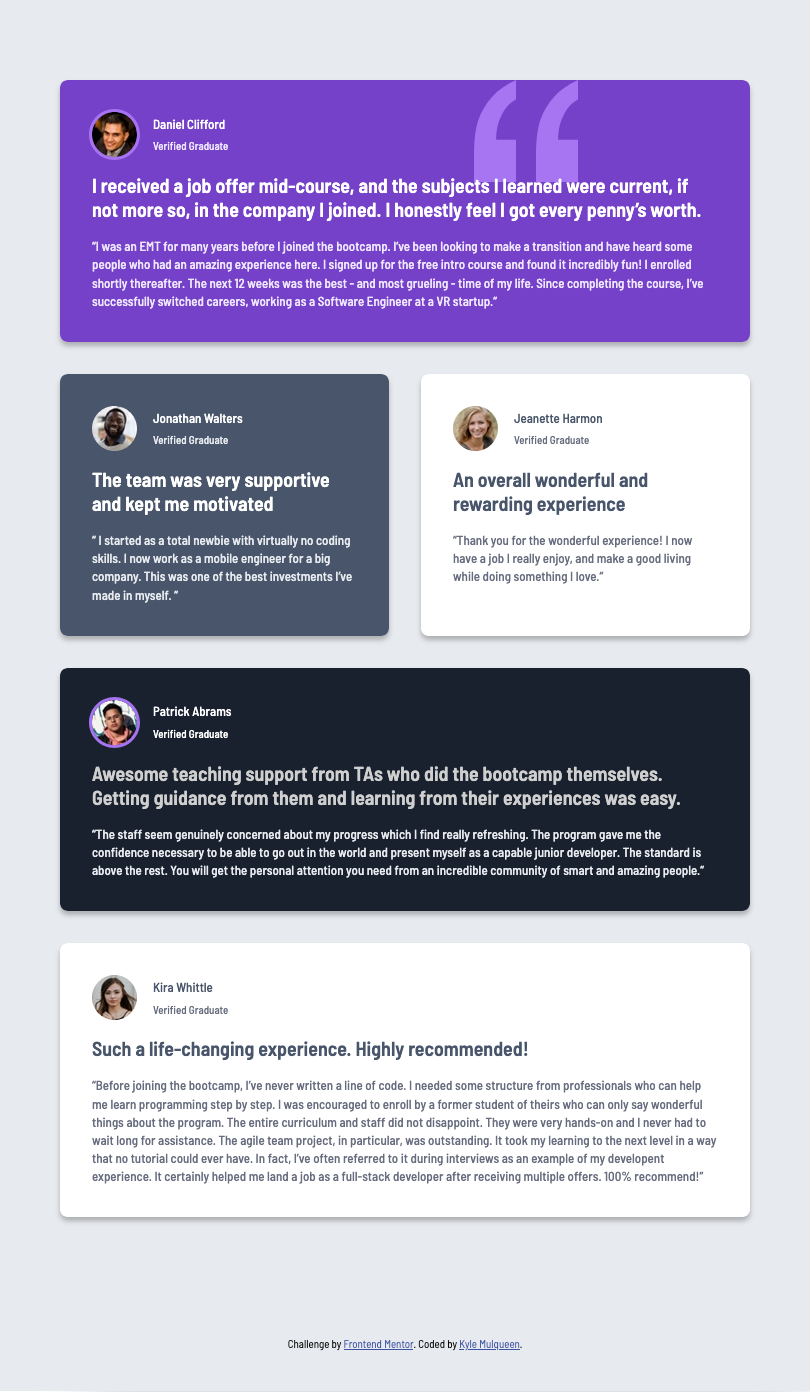 Daniel Clifford
Verified Graduate
I received a job offer mid-course, and the subjects I learned were current, if
not more so, in the company I joined. I honestly feel I got every penny’s worth.
“I was an EMT for many years before I joined the bootcamp. I’ve been looking to make a transition and have heard some
people who had an amazing experience here. I signed up for the free intro course and found it incredibly fun! I enrolled
shortly thereafter. The next 12 weeks was the best - and most grueling - time of my life. Since completing the course, I’ve
successfully switched careers, working as a Software Engineer at a VR startup.”
Jonathan Walters
Verified Graduate
The team was very supportive
and kept me motivated
“ I started as a total newbie with virtually no coding
skills. I now work as a mobile engineer for a big
company. This was one of the best investments I’ve
made in myself. ”
Jeanette Harmon
Verified Graduate
An overall wonderful and
rewarding experience
“Thank you for the wonderful experience! I now
have a job I really enjoy, and make a good living
while doing something I love.”
Patrick Abrams
Verified Graduate
Awesome teaching support from TAs who did the bootcamp themselves.
Getting guidance from them and learning from their experiences was easy.
“The staff seem genuinely concerned about my progress which I find really refreshing. The program gave me the
confidence necessary to be able to go out in the world and present myself as a capable junior developer. The standard is
above the rest. You will get the personal attention you need from an incredible community of smart and amazing people.”
Kira Whittle
Verified Graduate
Such a life-changing experience. Highly recommended!
“Before joining the bootcamp, I’ve never written a line of code. I needed some structure from professionals who can help
me learn programming step by step. I was encouraged to enroll by a former student of theirs who can only say wonderful
things about the program. The entire curriculum and staff did not disappoint. They were very hands-on and I never had to
wait long for assistance. The agile team project, in particular, was outstanding. It took my learning to the next level in a way
that no tutorial could ever have. In fact, I’ve often referred to it during interviews as an example of my developent
experience. It certainly helped me land a job as a full-stack developer after receiving multiple offers. 100% recommend!”
Challenge by Frontend Mentor. Coded by Kyle Mulqueen.